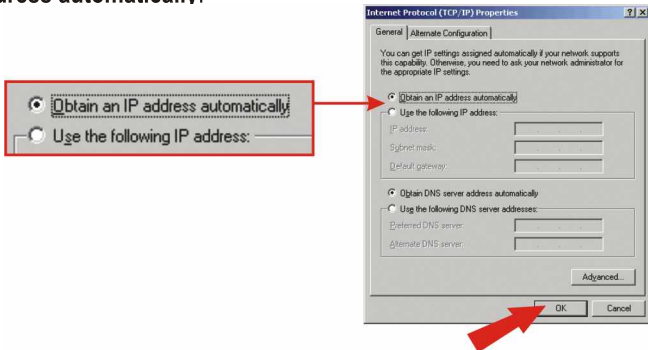 address automatically.
Obtain an IP address automatically
Use the following IP address:
Internet Protocol (TCP/IP) Properties
General
Alternate Configuration
You can get IP settings assigned automatically if your network supports
this capability. Otherwise, you need to ask your network administrator for
the appropriate IP settings.
Obtain an IP address automatically
Use the following IP address:
IP address:
Subnet mask:
Default gateway:
Obtain DNS server address automatically
Use the following DNS server addresses:
Preferred DNS server:
Alternate DNS server:
Advanced...
OK
Cancel